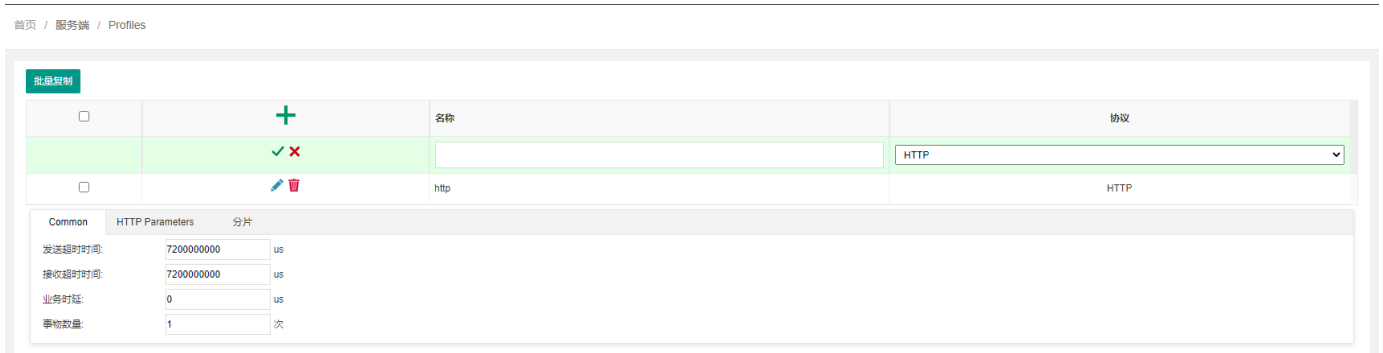 首页 / 服务端 / Profiles
批量复制
名称 协议
HTTP
http HTTP
Common HTTP Parameters 分片
发送超时时间: 7200000000 us
接收超时时间: 7200000000 us
业务时延: 0 us
事物数量: 1 次